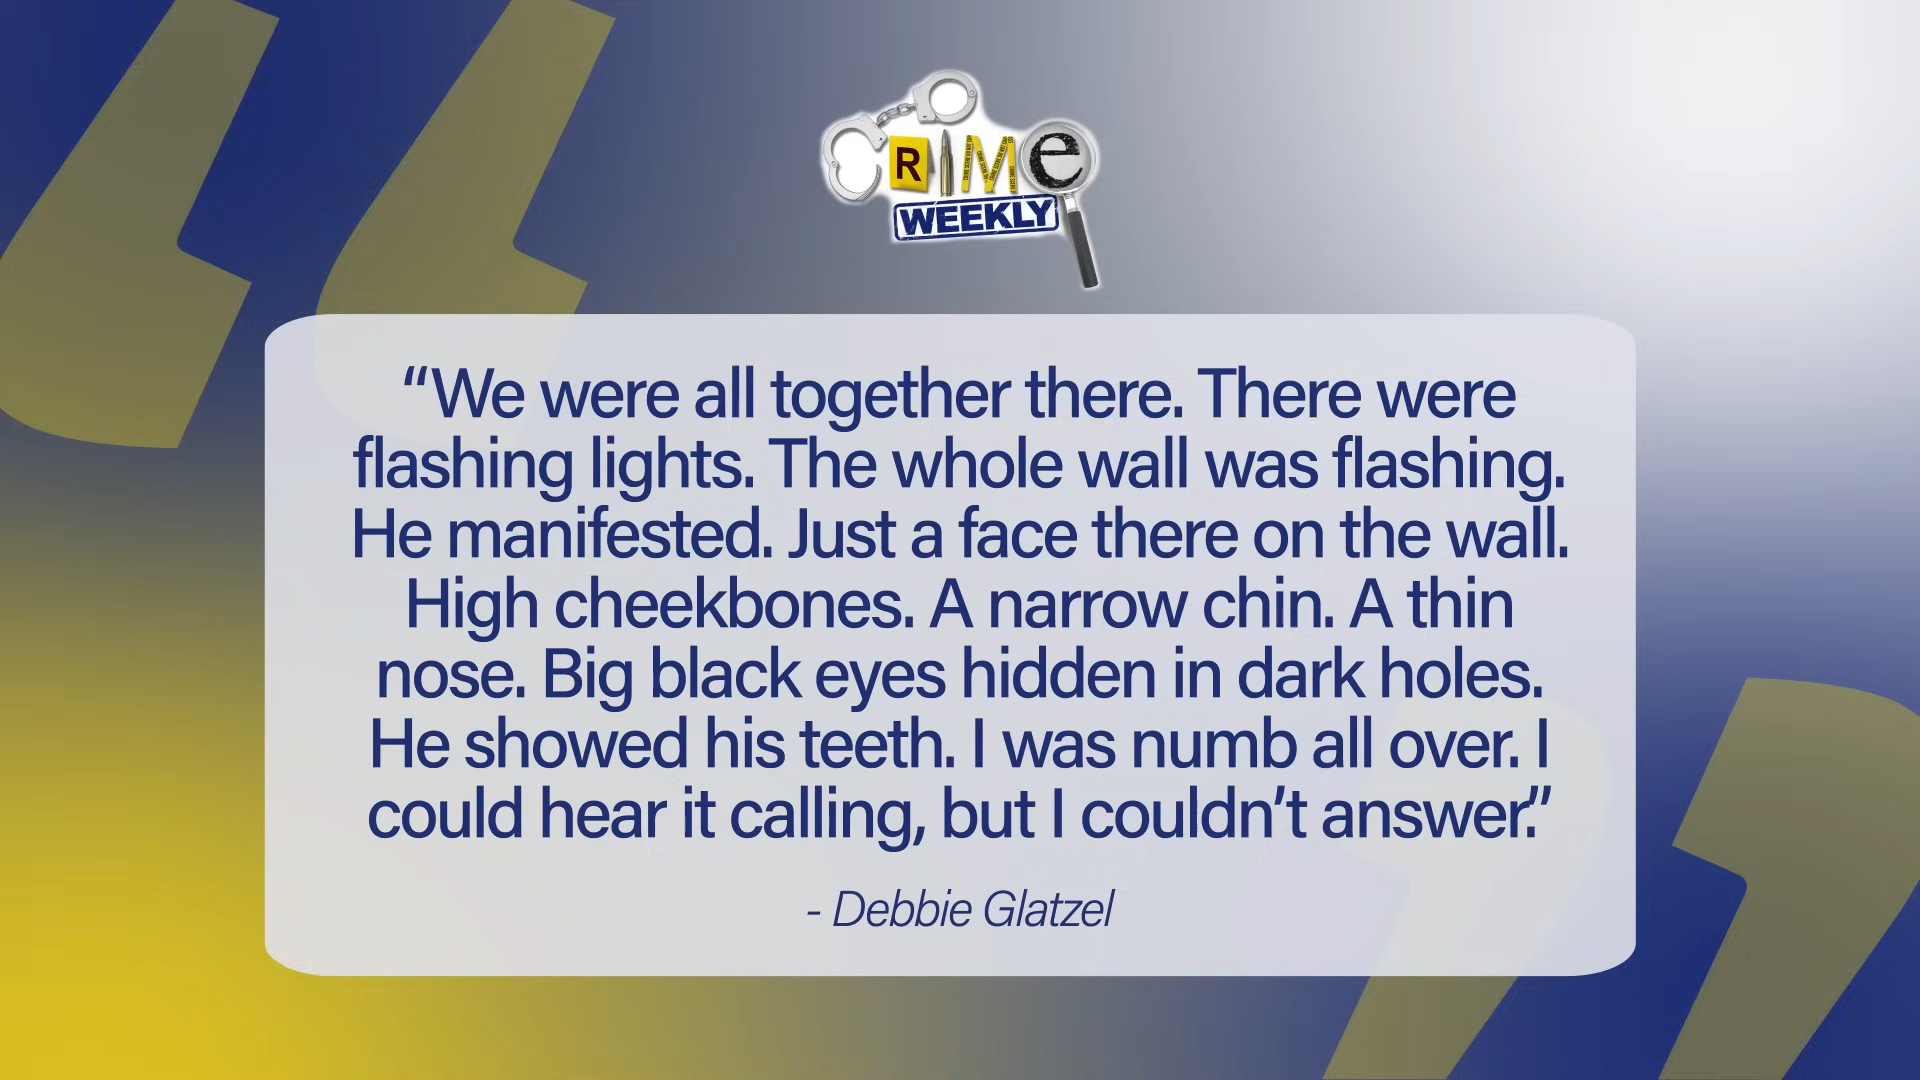 CRIMe
WEEKLY
“We were all together there. There were
flashing lights. The whole wall was flashing.
He manifested. Just a face there on the wall.
High cheekbones. A narrow chin. A thin
nose. Big black eyes hidden in dark holes.
He showed his teeth. I was numb all over. I
could hear it calling, but I couldn’t answer.”
- Debbie Glatzel